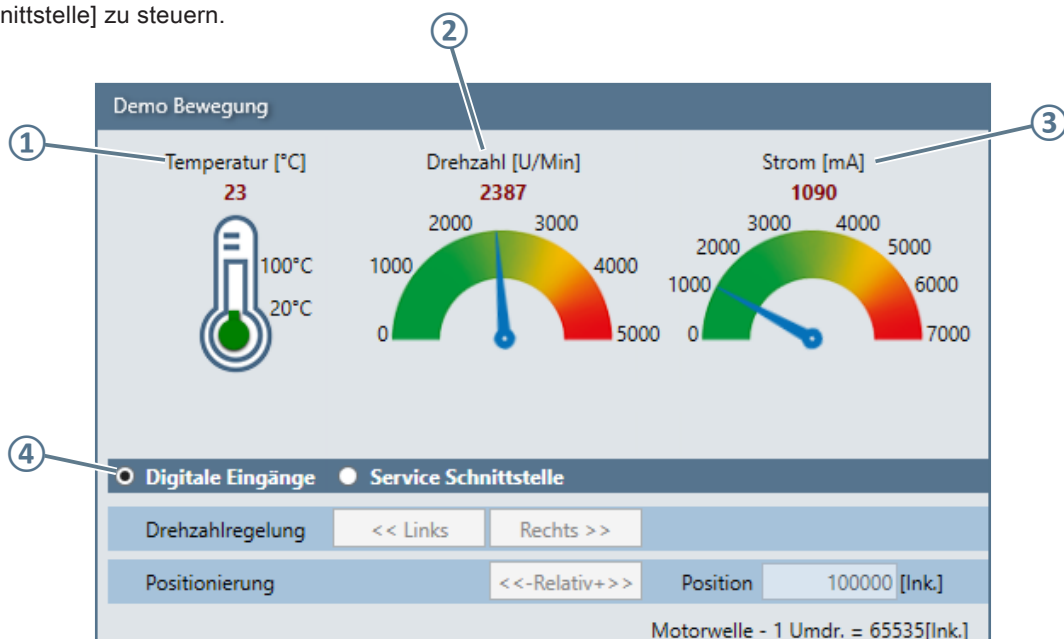 nittstelle] zu steuern.
2
Demo Bewegung
1
3
Temperatur [°C]
Drehzahl [U/Min]
Strom [mA]
23
2387
1090
2000
3000
3000
4000
1000
4000
2000
5000
100°C
1000
6000
20°C
0
5000
0
7000
4
Digitale Eingänge
Service Schnittstelle
Drehzahlregelung
<< Links
Rechts >>
Positionierung
<<-Relativ+>>
Position
100000 [Ink.]
Motorwelle - 1 Umdr. = 65535[Ink.]